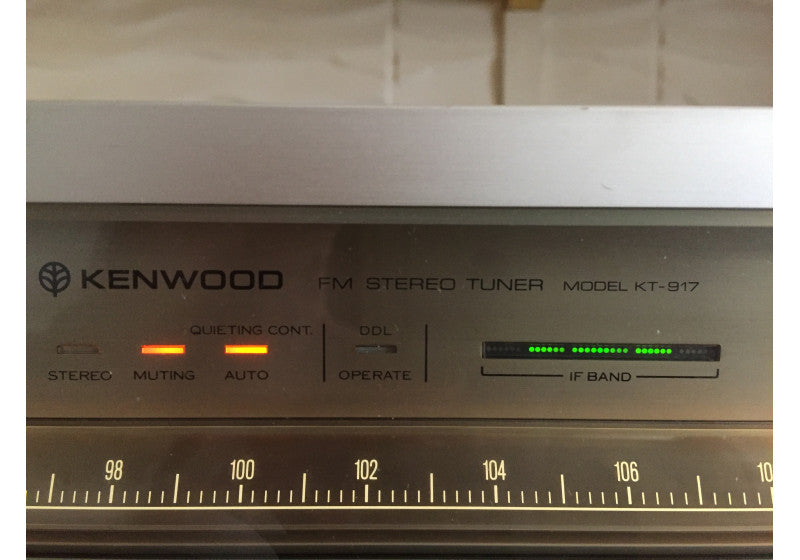 KENWOOD FM STEREO TUNER MODEL KT-917
QUIETING CONT. DDL
STEREO MUTING AUTO OPERATE IF BAND
98 100 102 104 106